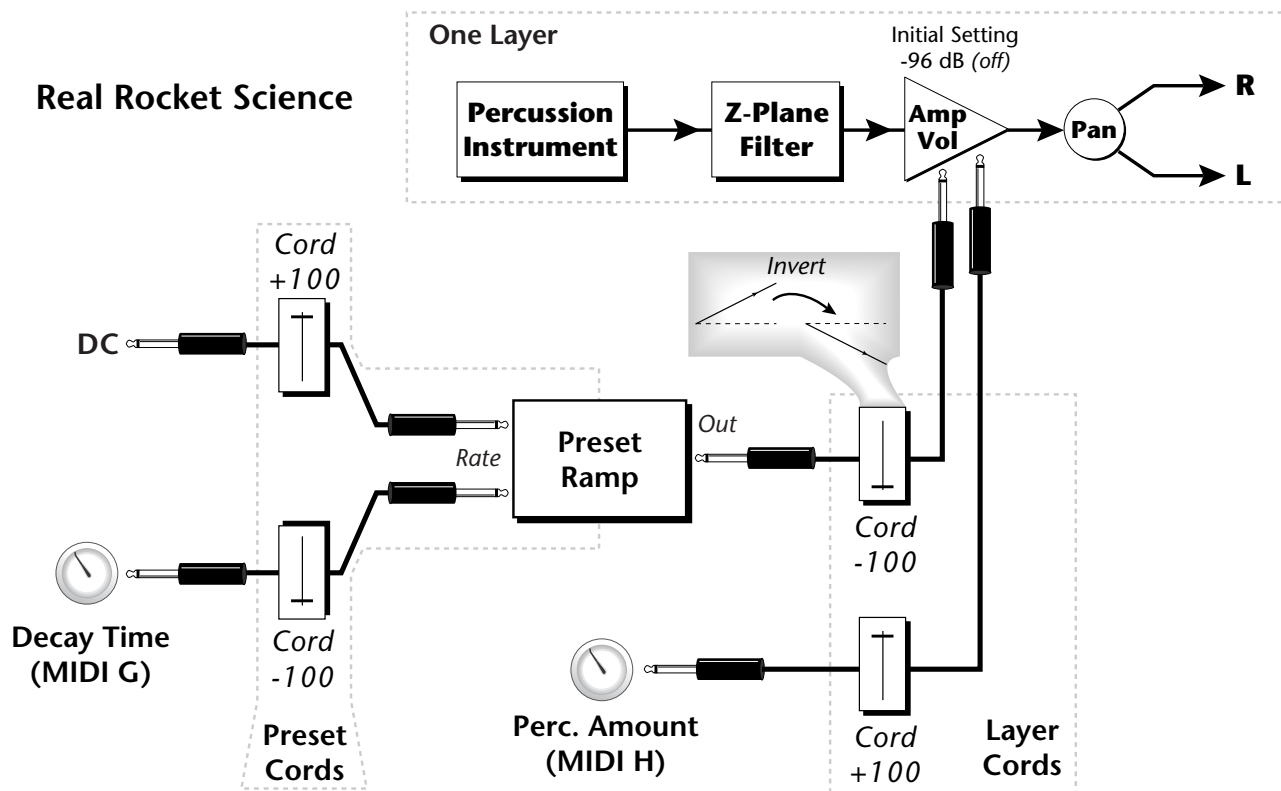 One Layer
Initial Setting
-96 dB (off)
Real Rocket Science
Percussion
Instrument
Z-Plane
Filter
Amp
Vol
Pan
R
L
Cord
+100
Invert
DC
Rate
Preset
Ramp
Out
Cord
-100
Decay Time
(MIDI G)
Cord
-100
Perc. Amount
(MIDI H)
Cord
+100
Preset
Cords
Layer
Cords